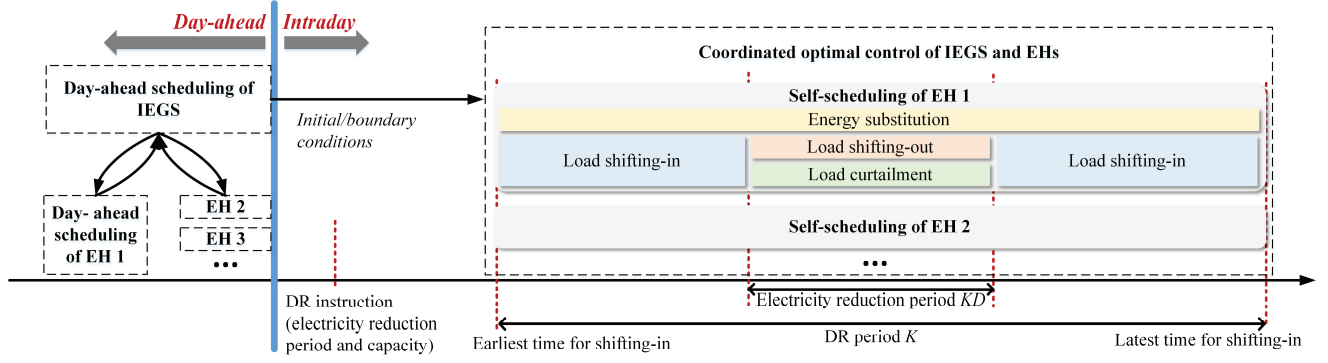 Day-ahead Intraday
Day-ahead scheduling of
IEGS
Initial/boundary
conditions
Day- ahead
scheduling
of EH 1
EH 2
EH 3
...
DR instruction
(electricity reduction
period and capacity)
Coordinated optimal control of IEGS and EHs
Self-scheduling of EH 1
Energy substitution
Load shifting-in
Load shifting-out
Load curtailment
Load shifting-in
Self-scheduling of EH 2
...
Electricity reduction period KD
DR period K
Earliest time for shifting-in
Latest time for shifting-in